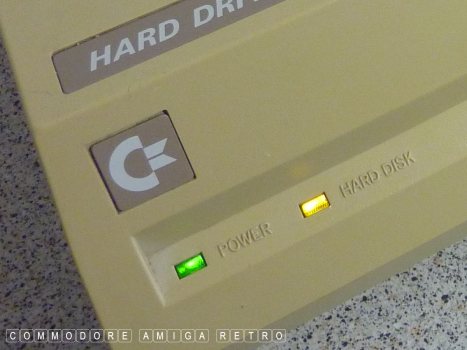 HARD DRI
POWER
HARD DISK
COMMODORE AMIGA RETRO